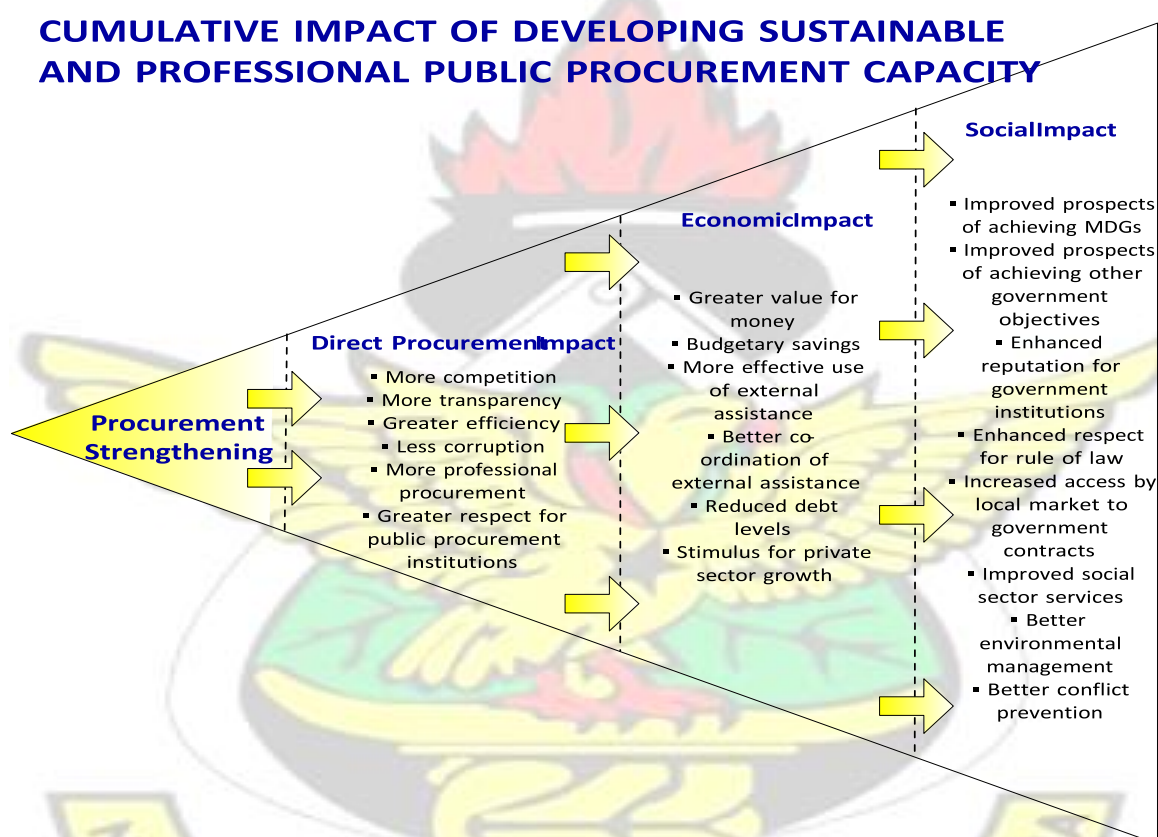 CUMULATIVE IMPACT OF DEVELOPING SUSTAINABLE
AND PROFESSIONAL PUBLIC PROCUREMENT CAPACITY
Procurement
Strengthening
Direct Procurement Impact
▪ More competition
▪ More transparency
▪ Greater efficiency
▪ Less corruption
▪ More professional
procurement
▪ Greater respect for
public procurement
institutions
EconomicImpact
▪ Greater value for
money
▪ Budgetary savings
▪ More effective use
of external
assistance
▪ Better co-
ordination of
external assistance
▪ Reduced debt
levels
▪ Stimulus for private
sector growth
SocialImpact
▪ Improved prospects
of achieving MDGs
▪ Improved prospects
of achieving other
government
objectives
▪ Enhanced
reputation for
government
institutions
▪ Enhanced respect
for rule of law
▪ Increased access by
local market to
government
contracts
▪ Improved social
sector services
▪ Better
environmental
management
▪ Better conflict
prevention